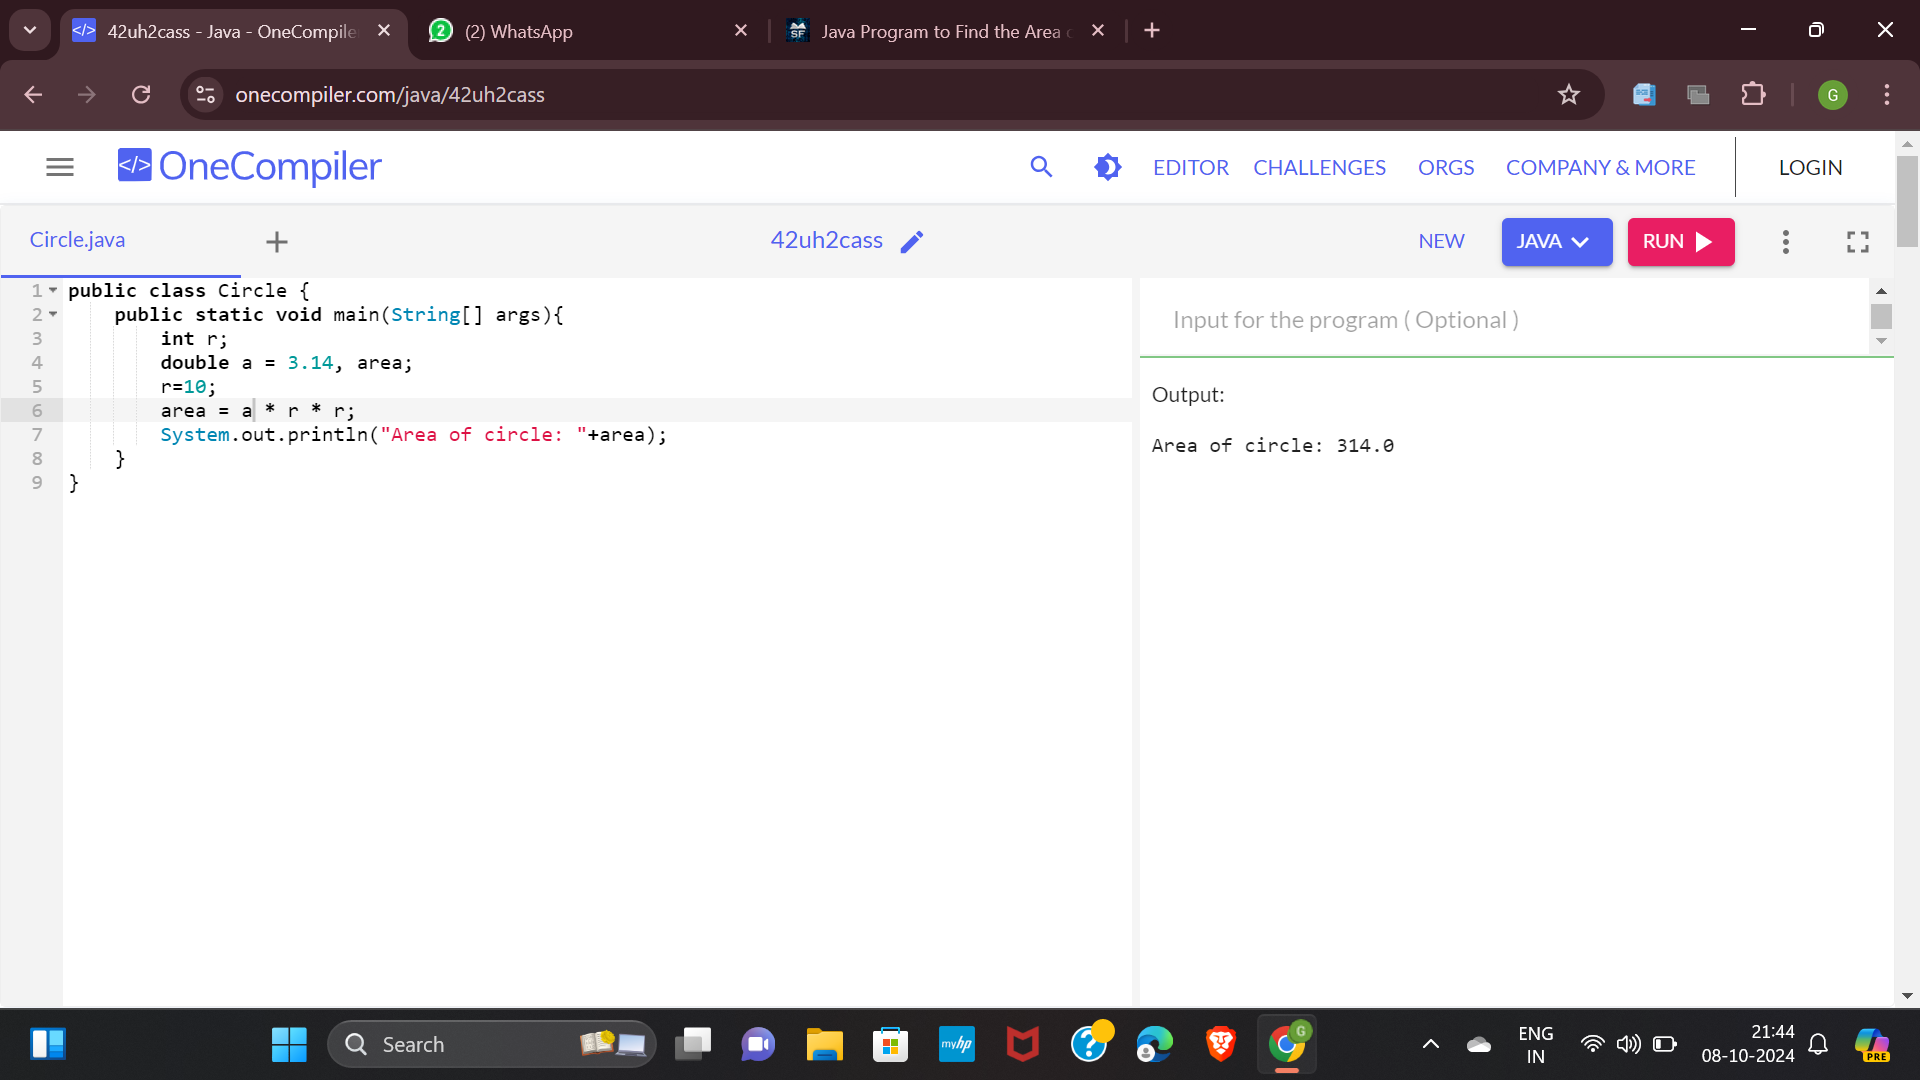 42uh2cass - Java - OneCompile
(2) WhatsApp
Java Program to Find the Area
onecompiler.com/java/42uh2cass
G
</> OneCompiler
EDITOR
CHALLENGES
ORGS
COMPANY & MORE
LOGIN
Circle.java
42uh2cass
NEW
JAVA
RUN
1 public class Circle {
2 public static void main(String[] args){
3 int r;
4 double a = 3.14, area;
5 r=10;
6 area = a * r * r;
7 System.out.println("Area of circle: "+area);
8 }
9 }
Input for the program ( Optional )
Output:
Area of circle: 314.0
Search
myhp
G
ENG
IN
21:44
08-10-2024
PRE